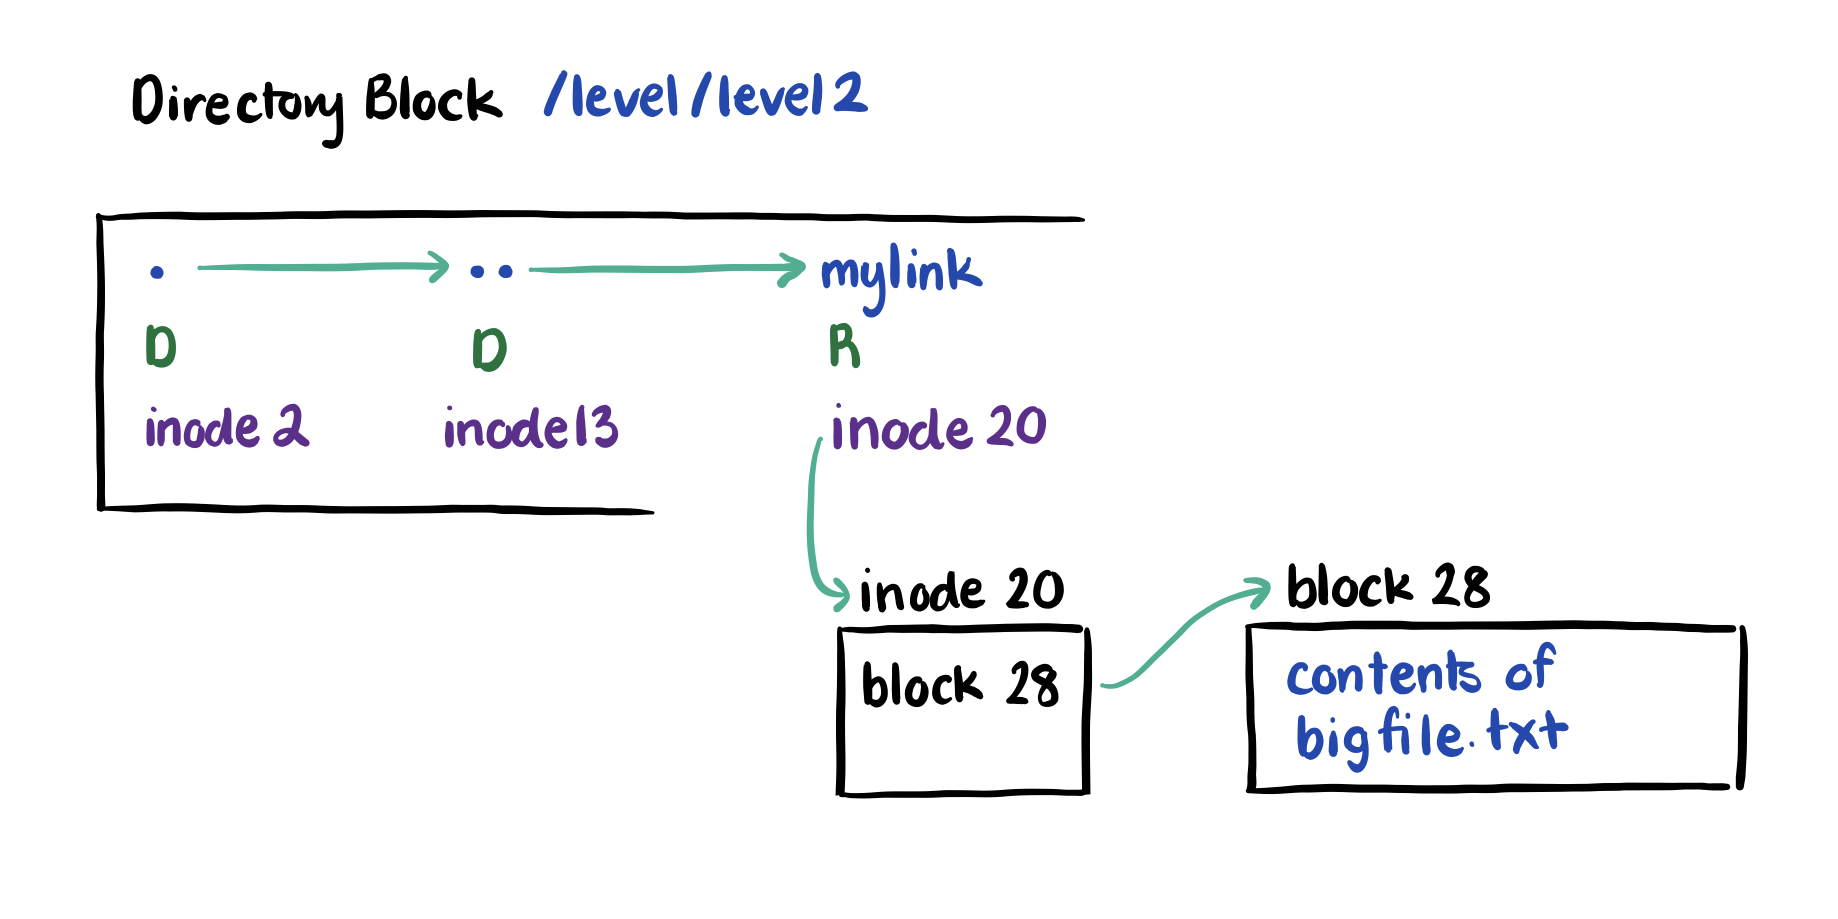 Directory Block /level/level2
. .. mylink
D D R
inode 2 inode13 inode 20
inode 20 block 28
block 28
contents of
bigfile.txt